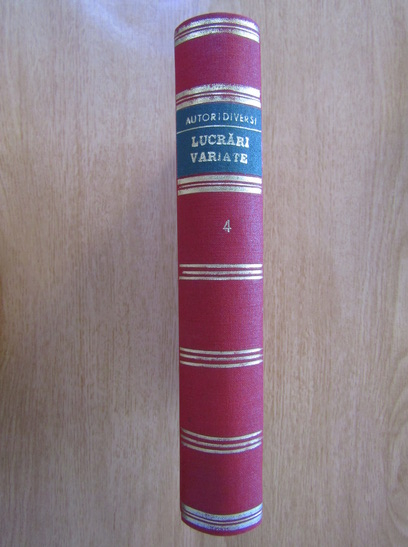 AUTORI DIVERSI
LUCRĂRI
VARIATE
4